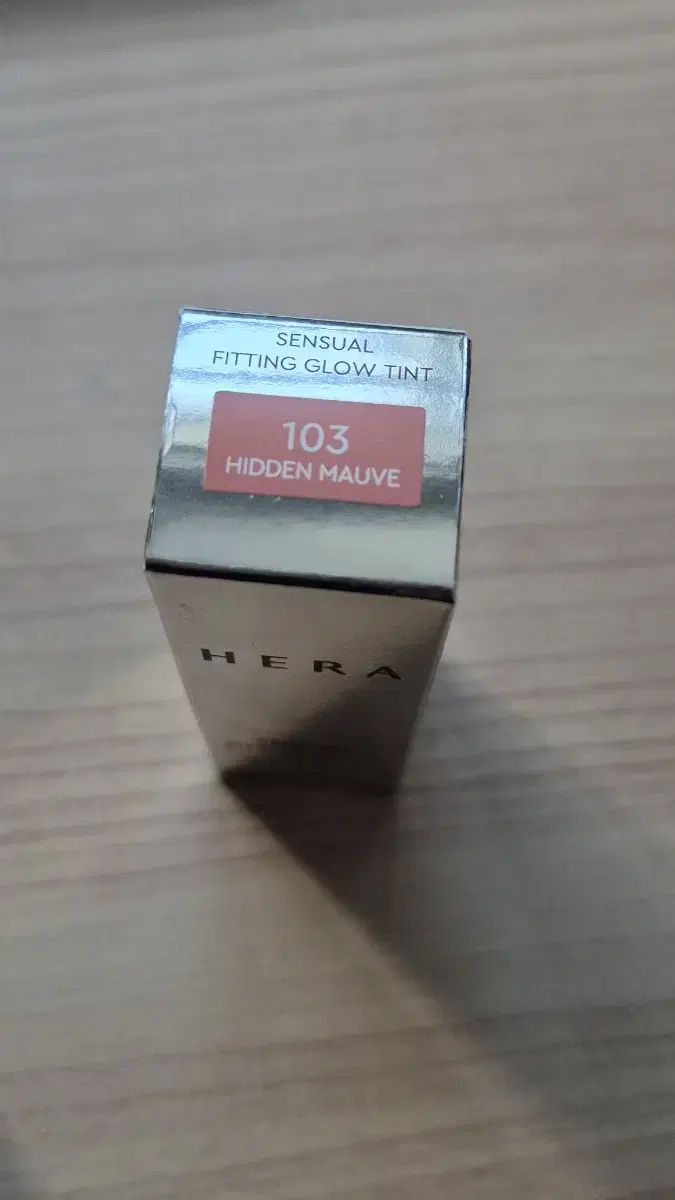 SENSUAL
FITTING GLOW TINT
103
HIDDEN MAUVE
HERA